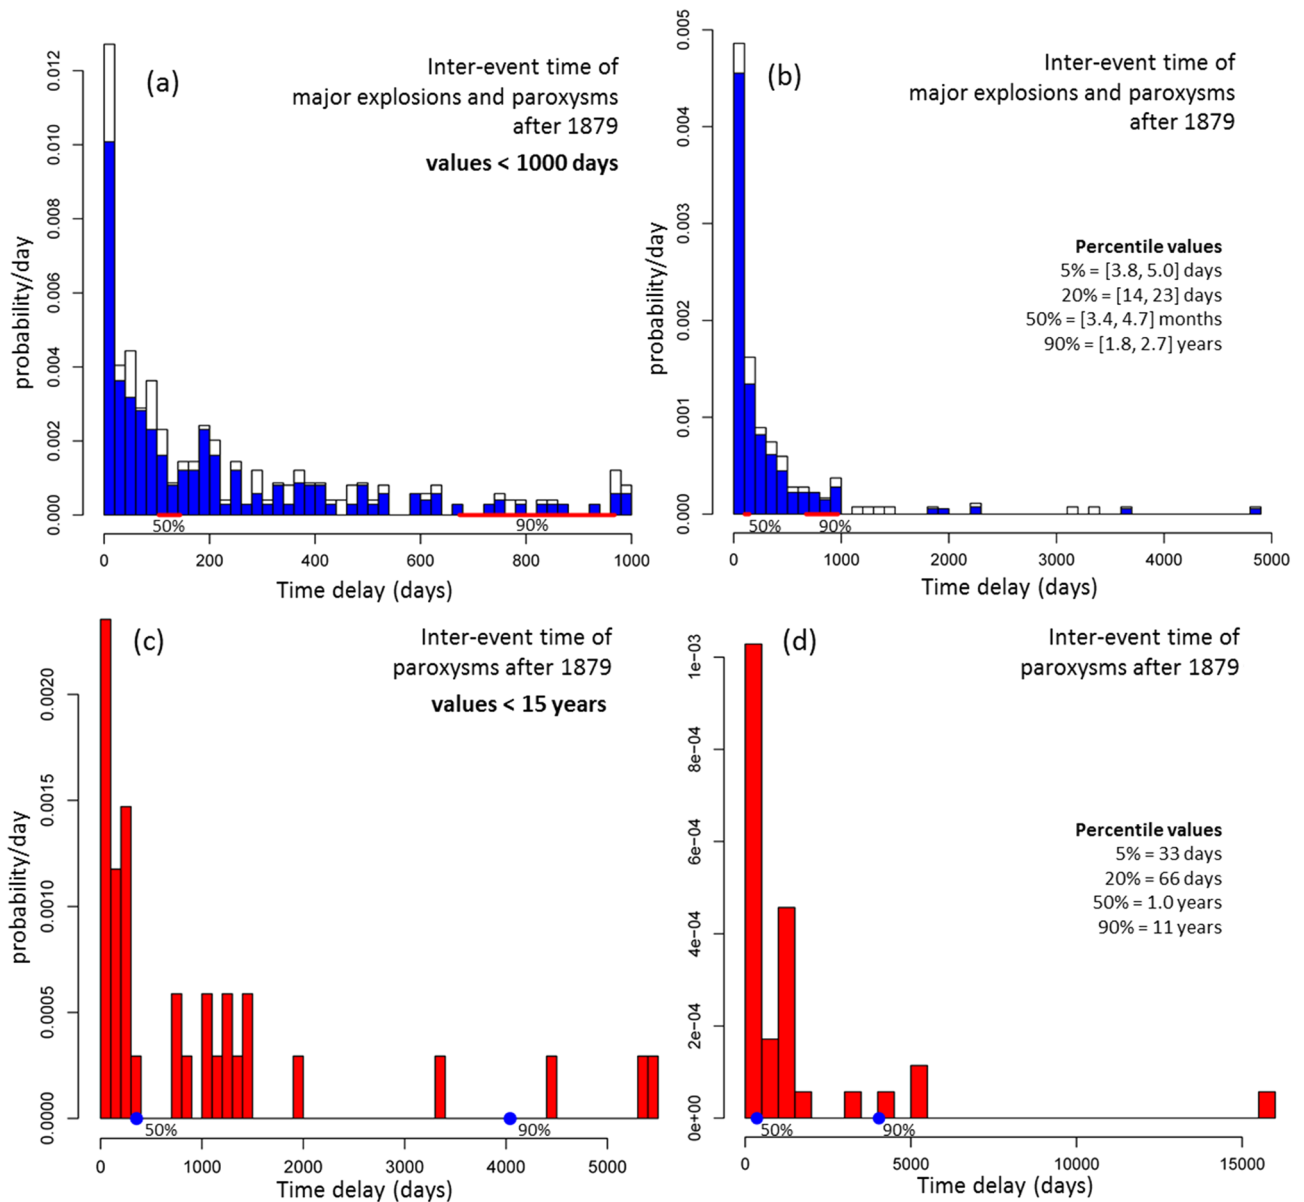 (a)
Inter-event time of
major explosions and paroxysms
after 1879
values < 1000 days
probability/day
0.000
0.002
0.004
0.006
0.008
0.010
0.012
50%
90%
0
200
400
600
800
1000
Time delay (days)
(b)
Inter-event time of
major explosions and paroxysms
after 1879
Percentile values
5% = [3.8, 5.0] days
20% = [14, 23] days
50% = [3.4, 4.7] months
90% = [1.8, 2.7] years
probability/day
0.000
0.001
0.002
0.003
0.004
0.005
50%
90%
0
1000
2000
3000
4000
5000
Time delay (days)
(c)
Inter-event time of
paroxysms after 1879
values < 15 years
probability/day
0.0000
0.0005
0.0010
0.0015
0.0020
50%
90%
0
1000
2000
3000
4000
5000
Time delay (days)
(d)
Inter-event time of
paroxysms after 1879
Percentile values
5% = 33 days
20% = 66 days
50% = 1.0 years
90% = 11 years
0e+00
2e-04
4e-04
6e-04
8e-04
1e-03
50%
90%
0
5000
10000
15000
Time delay (days)